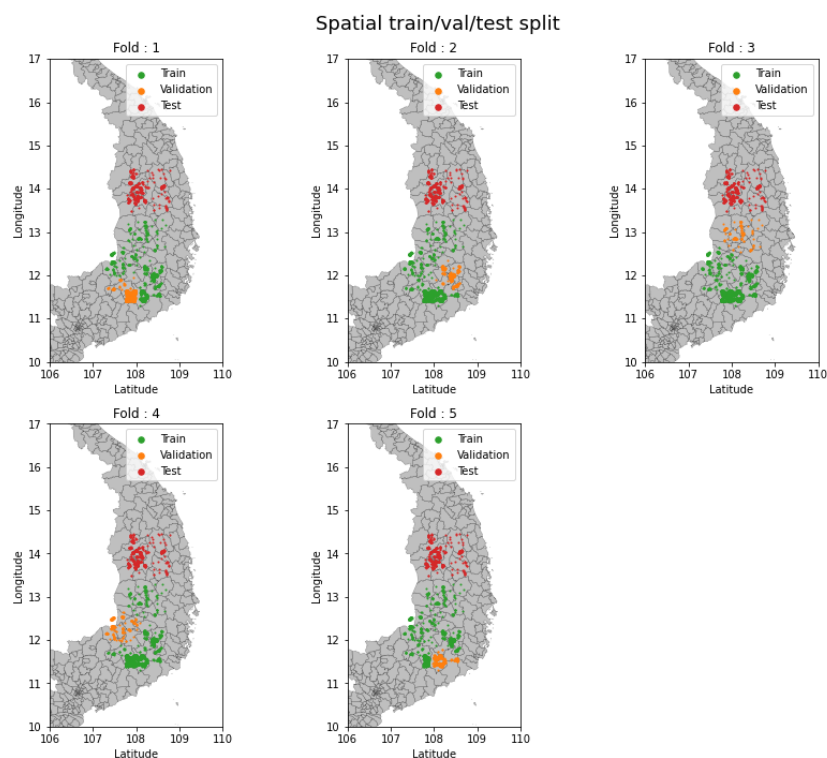 Spatial train/val/test split
Fold : 1
Train
Validation
Test
17
16
15
14
13
12
11
10
Longitude
106 107 108 109 110
Latitude
Fold : 2
Train
Validation
Test
17
16
15
14
13
12
11
10
Longitude
106 107 108 109 110
Latitude
Fold : 3
Train
Validation
Test
17
16
15
14
13
12
11
10
Longitude
106 107 108 109 110
Latitude
Fold : 4
Train
Validation
Test
17
16
15
14
13
12
11
10
Longitude
106 107 108 109 110
Latitude
Fold : 5
Train
Validation
Test
17
16
15
14
13
12
11
10
Longitude
106 107 108 109 110
Latitude